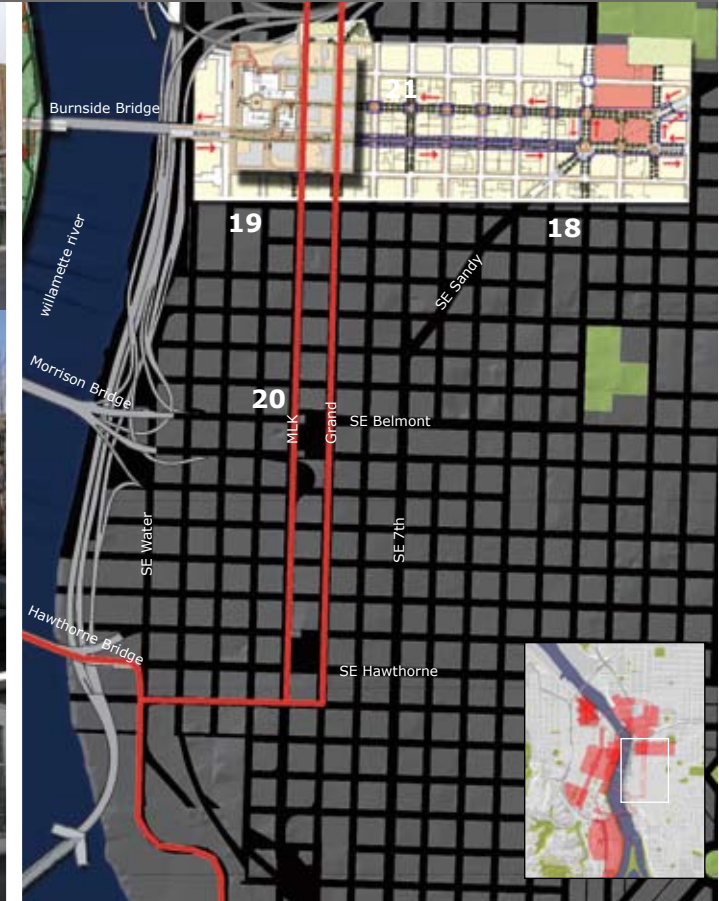 Burnside Bridge
21
19
18
willamette river
SE Sandy
Morrison Bridge
20
MLK
Grand
SE Belmont
SE Water
SE 7th
Hawthorne Bridge
SE Hawthorne